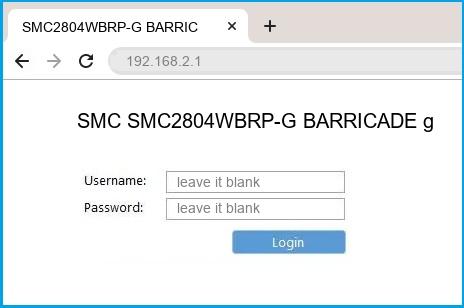 SMC2804WBRP-G BARRIC
192.168.2.1
SMC SMC2804WBRP-G BARRICADE g
Username: leave it blank
Password: leave it blank
Login